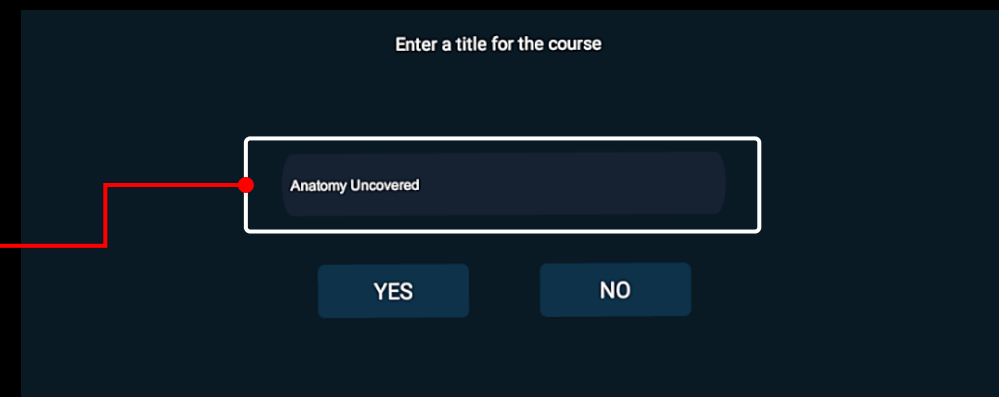 Enter a title for the course
Anatomy Uncovered
YES
NO